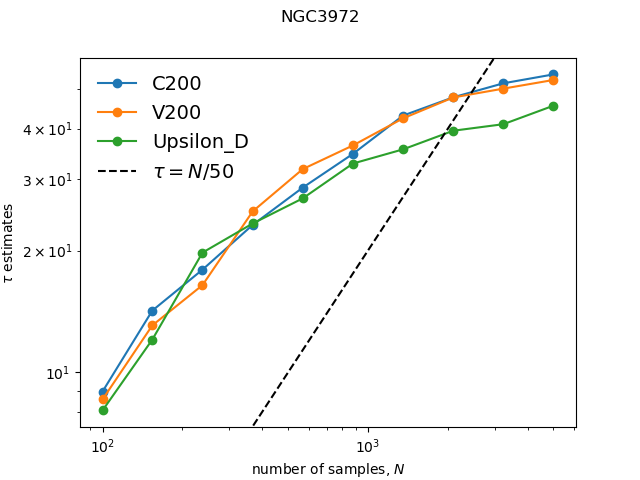 NGC3972
C200
V200
Upsilon_D
τ = N/50
4 × 10¹
3 × 10¹
2 × 10¹
10¹
τ estimates
10² 10³
number of samples, N